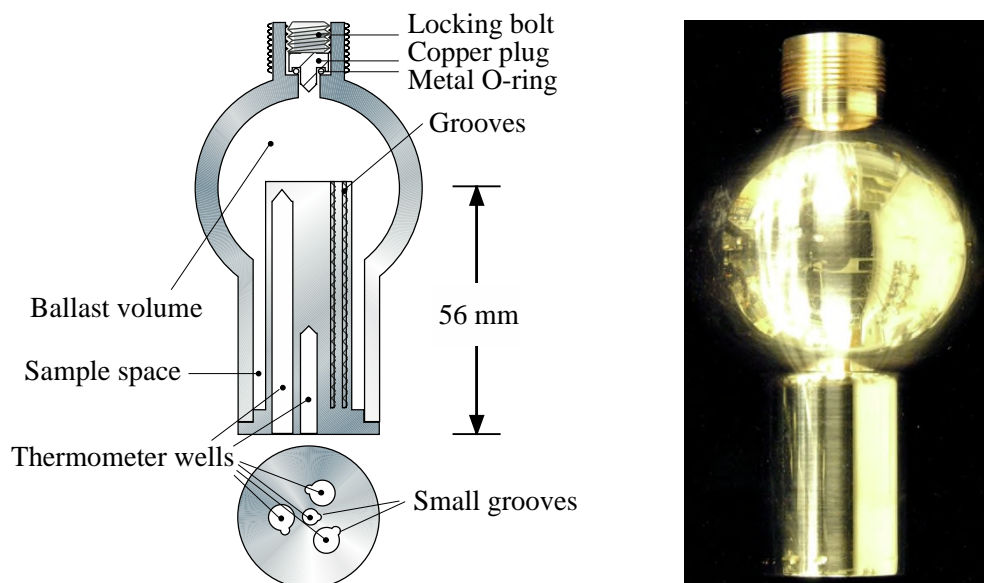 Locking bolt
Copper plug
Metal O-ring
Grooves
Ballast volume
56 mm
Sample space
Thermometer wells
Small grooves